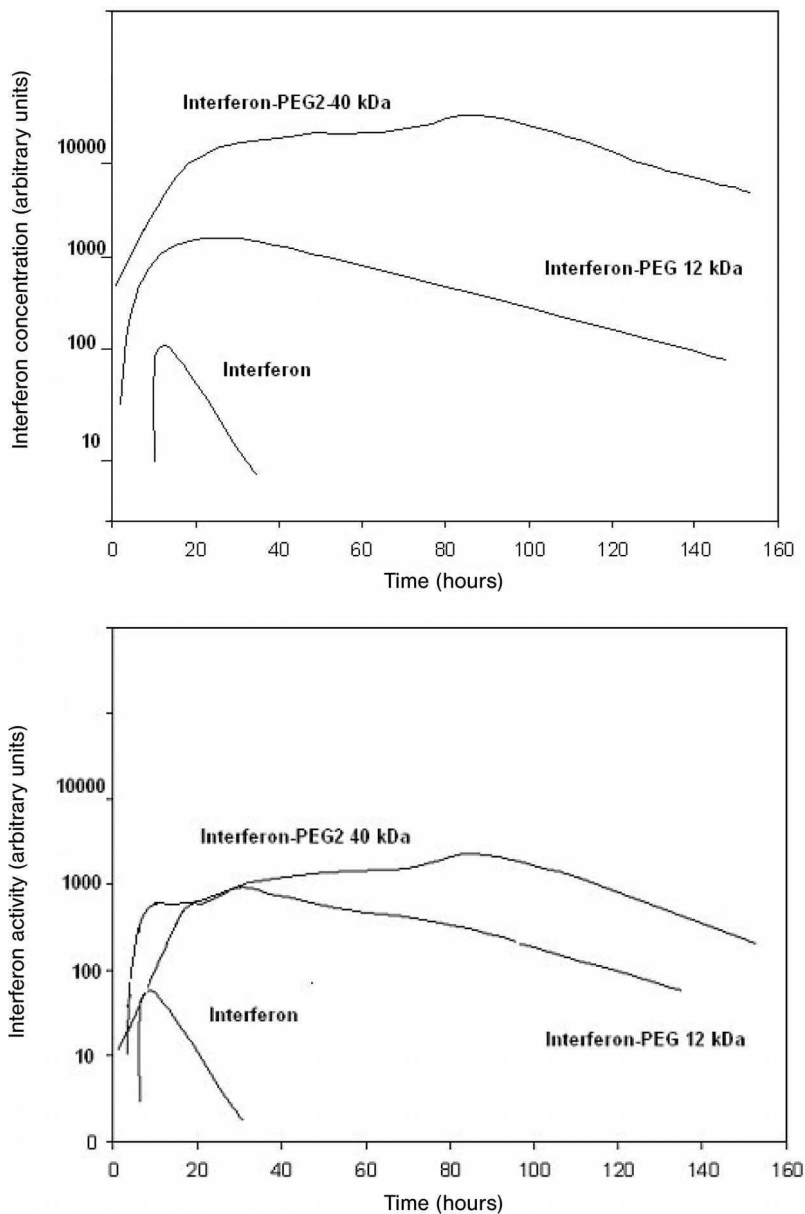 Interferon concentration (arbitrary units)
10000
1000
100
10
Interferon-PEG2-40 kDa
Interferon-PEG 12 kDa
Interferon
0 20 40 60 80 100 120 140 160
Time (hours)
Interferon activity (arbitrary units)
10000
1000
100
10
0
Interferon-PEG2 40 kDa
Interferon
Interferon-PEG 12 kDa
0 20 40 60 80 100 120 140 160
Time (hours)